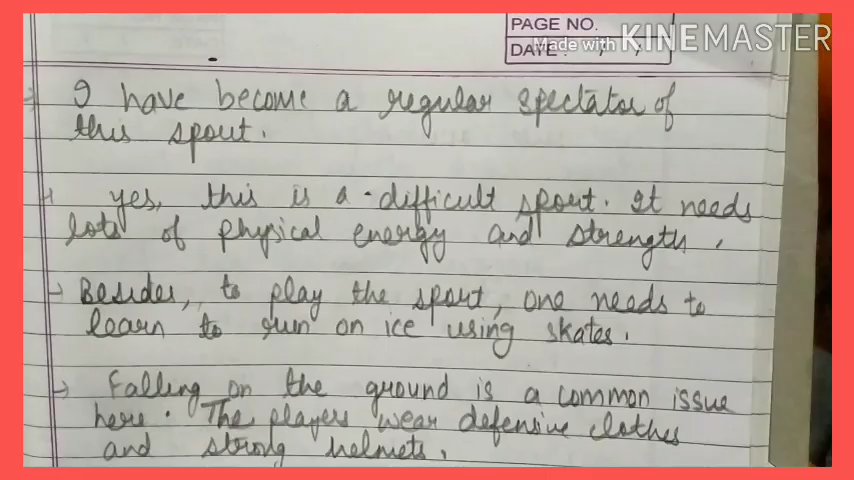 PAGE NO.
DATE: / /
Made with KINEMASTER
→ I have become a regular spectator of
this sport.
→ yes, this is a difficult sport. It needs
lots of physical energy and strength.
→ Besides, to play the sport, one needs to
learn to run on ice using skates.
→ Falling on the ground is a common issue
here. The players wear defensive clothes
and strong helmets.